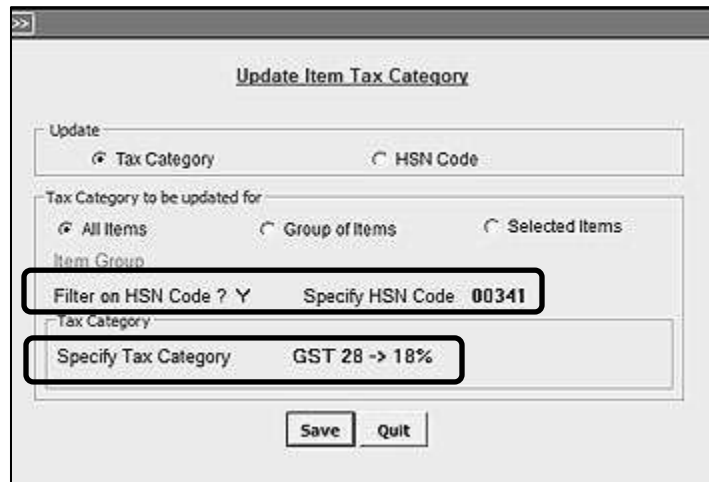 >>
Update Item Tax Category
Update
Tax Category HSN Code
Tax Category to be updated for
All Items Group of Items Selected Items
Item Group
Filter on HSN Code ? Y Specify HSN Code 00341
Tax Category
Specify Tax Category GST 28 -> 18%
Save Quit